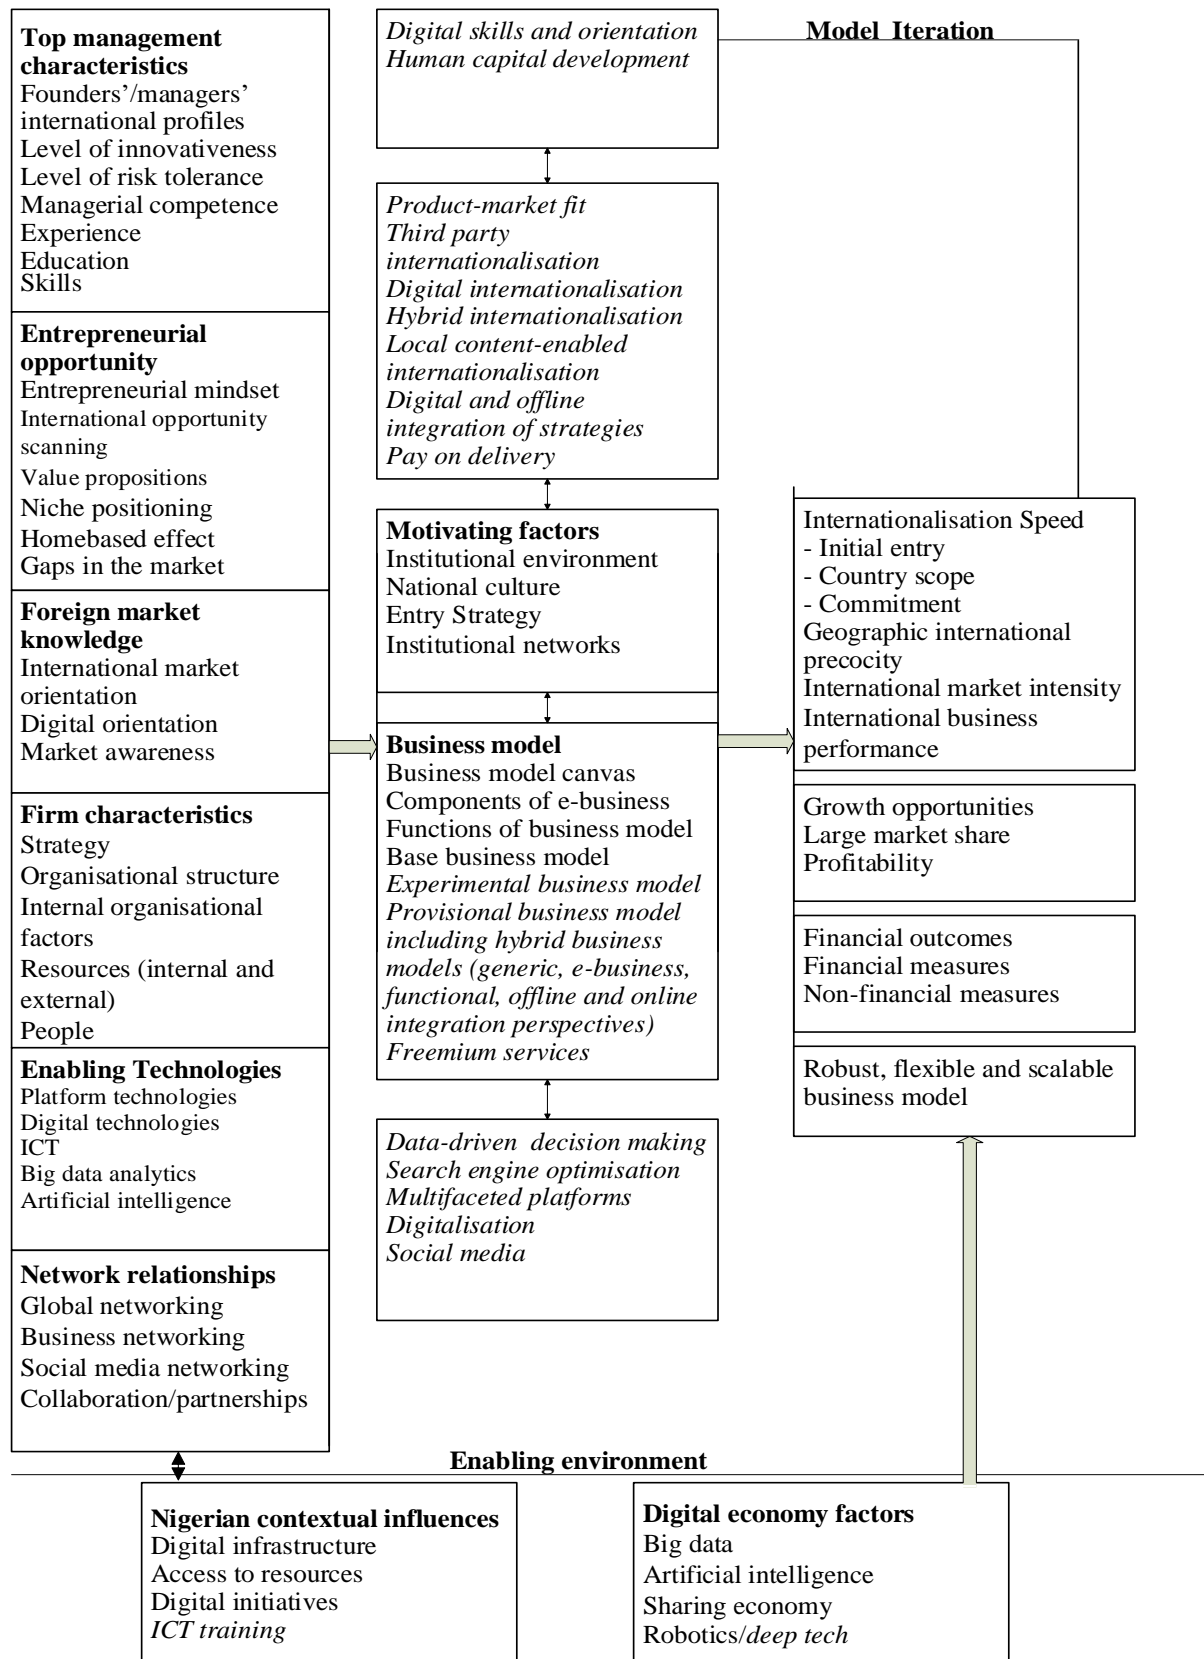 Top management
characteristics
Founders’/managers’
international profiles
Level of innovativeness
Level of risk tolerance
Managerial competence
Experience
Education
Skills
Entrepreneurial
opportunity
Entrepreneurial mindset
International opportunity
scanning
Value propositions
Niche positioning
Homebased effect
Gaps in the market
Foreign market
knowledge
International market
orientation
Digital orientation
Market awareness
Firm characteristics
Strategy
Organisational structure
Internal organisational
factors
Resources (internal and
external)
People
Enabling Technologies
Platform technologies
Digital technologies
ICT
Big data analytics
Artificial intelligence
Network relationships
Global networking
Business networking
Social media networking
Collaboration/partnerships
Digital skills and orientation
Human capital development
Product-market fit
Third party
internationalisation
Digital internationalisation
Hybrid internationalisation
Local content-enabled
internationalisation
Digital and offline
integration of strategies
Pay on delivery
Motivating factors
Institutional environment
National culture
Entry Strategy
Institutional networks
Business model
Business model canvas
Components of e-business
Functions of business model
Base business model
Experimental business model
Provisional business model
including hybrid business
models (generic, e-business,
functional, offline and online
integration perspectives)
Freemium services
Data-driven decision making
Search engine optimisation
Multifaceted platforms
Digitalisation
Social media
Model Iteration
Internationalisation Speed
- Initial entry
- Country scope
- Commitment
Geographic international
precocity
International market intensity
International business
performance
Growth opportunities
Large market share
Profitability
Financial outcomes
Financial measures
Non-financial measures
Robust, flexible and scalable
business model
Enabling environment
Nigerian contextual influences
Digital infrastructure
Access to resources
Digital initiatives
ICT training
Digital economy factors
Big data
Artificial intelligence
Sharing economy
Robotics/deep tech